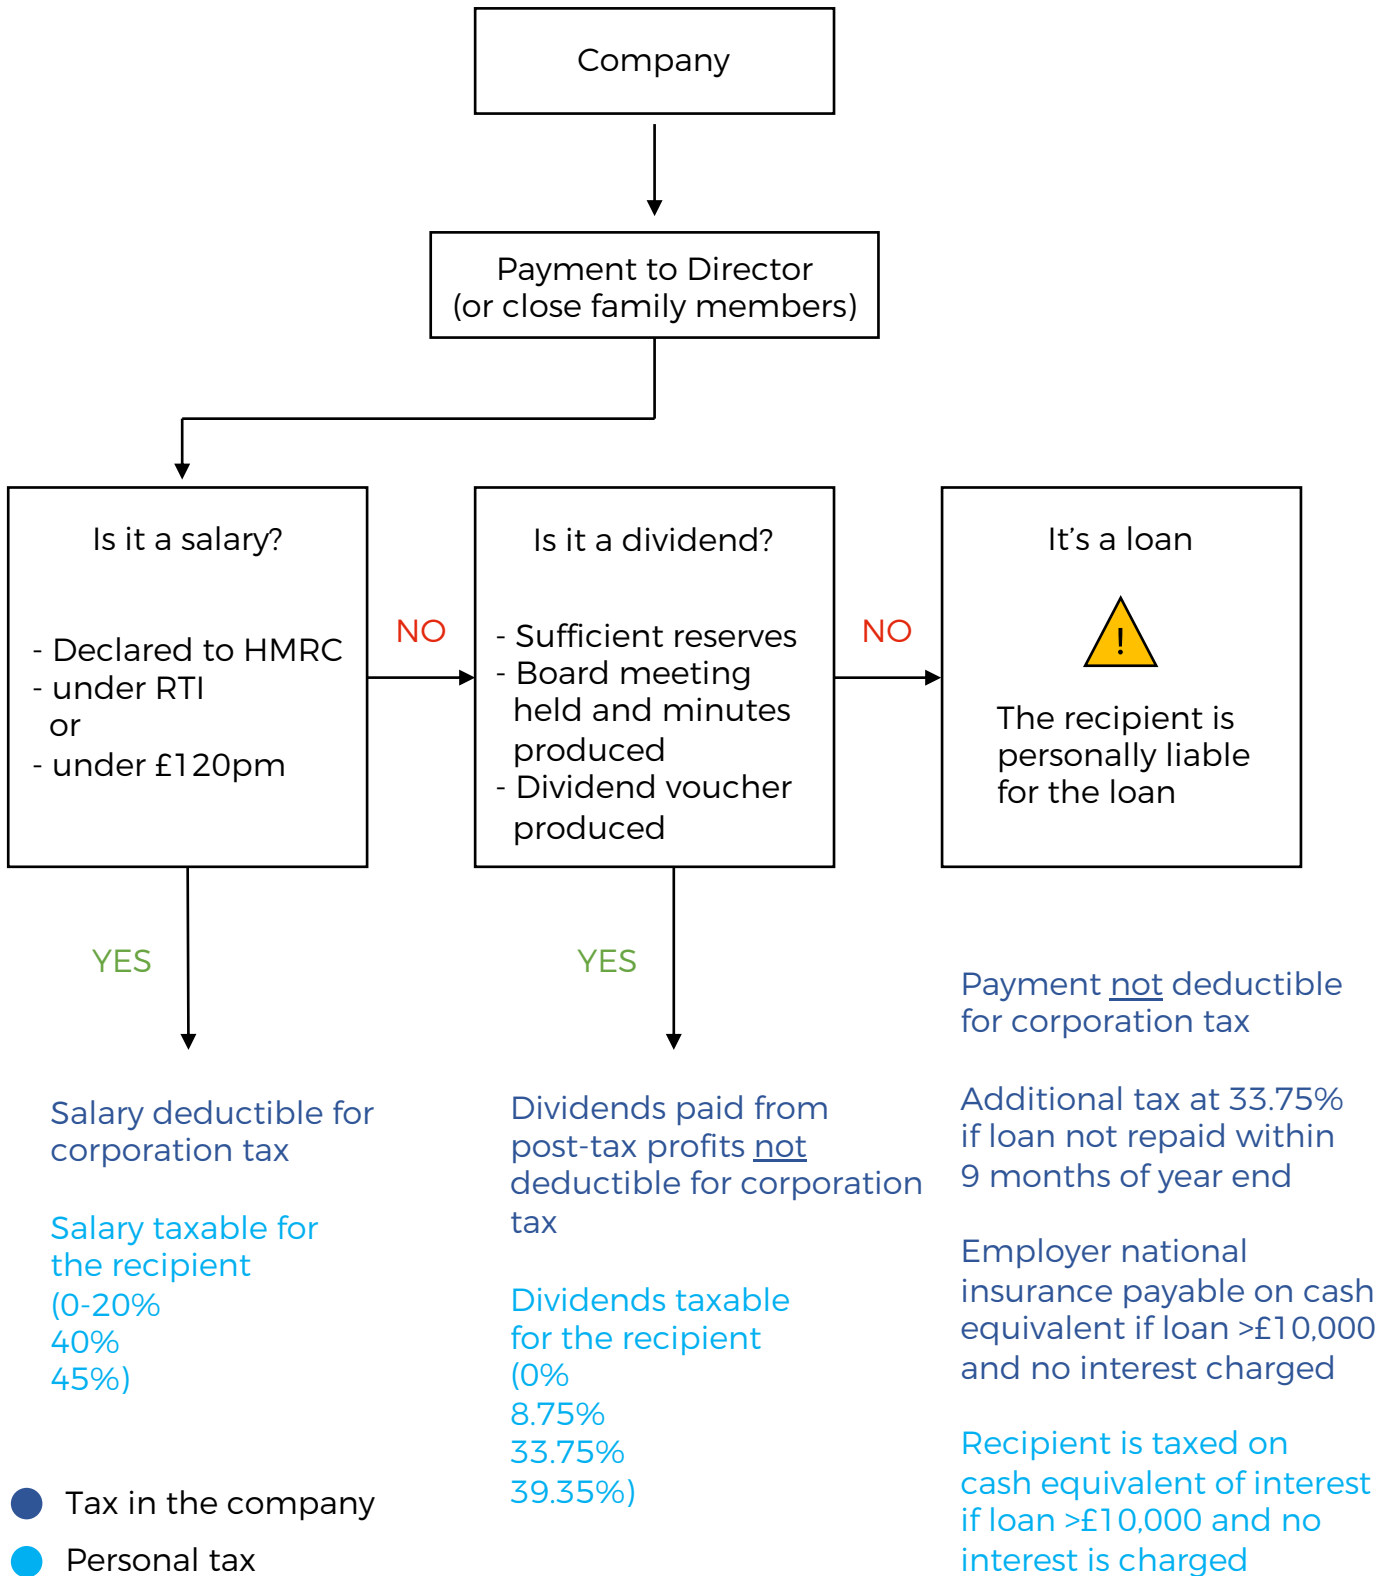 Company
Payment to Director
(or close family members)
Is it a salary?
- Declared to HMRC
- under RTI
or
- under £120pm
NO
Is it a dividend?
- Sufficient reserves
- Board meeting
held and minutes
produced
- Dividend voucher
produced
NO
It’s a loan
!
The recipient is
personally liable
for the loan
YES
Salary deductible for
corporation tax
Salary taxable for
the recipient
(0-20%
40%
45%)
YES
Dividends paid from
post-tax profits not
deductible for corporation
tax
Dividends taxable
for the recipient
(0%
8.75%
33.75%
39.35%)
Payment not deductible
for corporation tax
Additional tax at 33.75%
if loan not repaid within
9 months of year end
Employer national
insurance payable on cash
equivalent if loan >£10,000
and no interest charged
Recipient is taxed on
cash equivalent of interest
if loan >£10,000 and no
interest is charged
Tax in the company
Personal tax